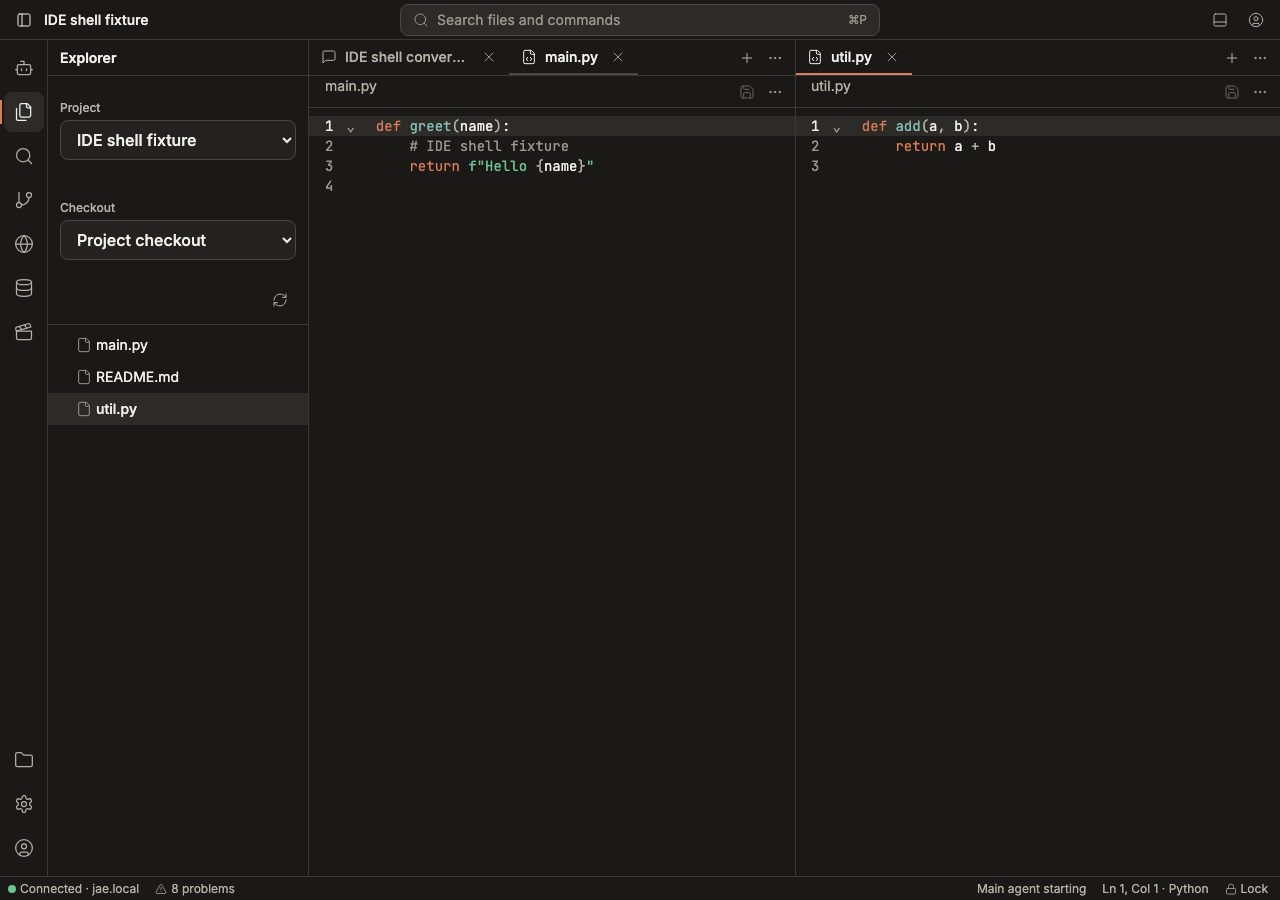 IDE shell fixture
Search files and commands ⌘P
Explorer
Project
IDE shell fixture
Checkout
Project checkout
main.py
README.md
util.py
IDE shell conver...
main.py
main.py
1 def greet(name):
2 # IDE shell fixture
3 return f"Hello {name}"
4
util.py
util.py
1 def add(a, b):
2 return a + b
3
Connected · jae.local
8 problems
Main agent starting
Ln 1, Col 1 · Python
Lock